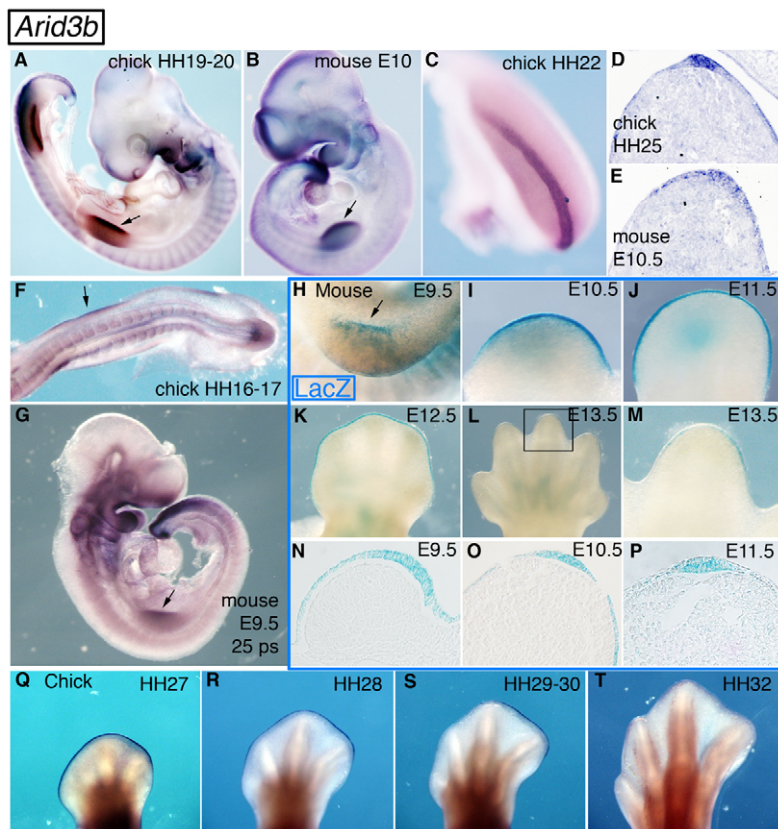 Arid3b
A chick HH19-20
B mouse E10
C chick HH22
D
chick
HH25
E
mouse
E10.5
F
chick HH16-17
G
mouse
E9.5
25 ps
H Mouse E9.5
LacZ
I E10.5
J E11.5
K E12.5
L E13.5
M E13.5
N E9.5
O E10.5
P E11.5
Q Chick HH27
R HH28
S HH29-30
T HH32